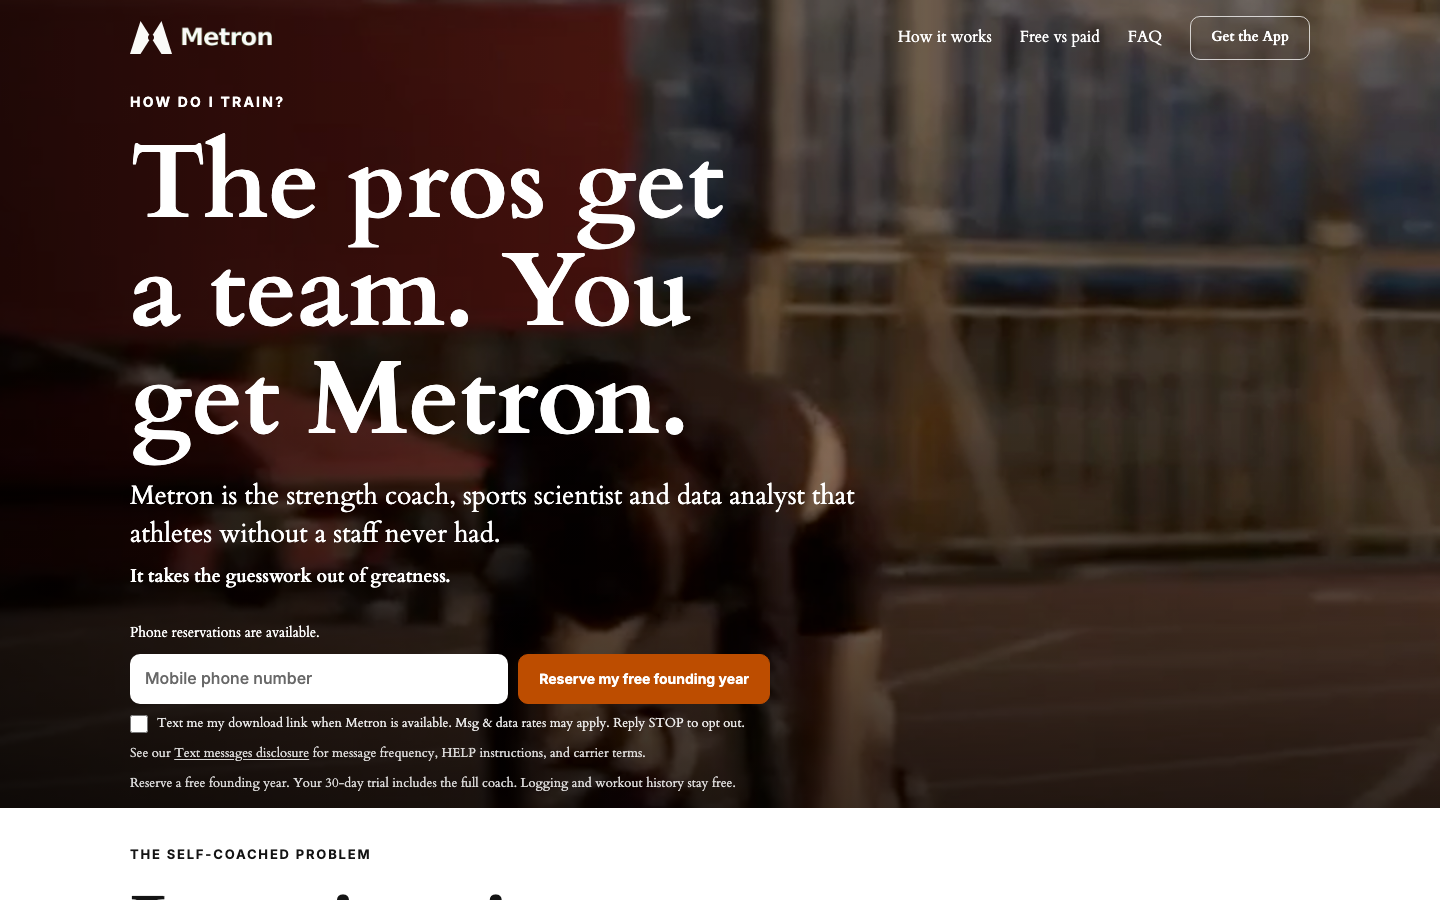 Metron
How it works
Free vs paid
FAQ
Get the App
HOW DO I TRAIN?
The pros get
a team. You
get Metron.
Metron is the strength coach, sports scientist and data analyst that
athletes without a staff never had.
It takes the guesswork out of greatness.
Phone reservations are available.
Mobile phone number
Reserve my free founding year
Text me my download link when Metron is available. Msg & data rates may apply. Reply STOP to opt out.
See our Text messages disclosure for message frequency, HELP instructions, and carrier terms.
Reserve a free founding year. Your 30-day trial includes the full coach. Logging and workout history stay free.
THE SELF-COACHED PROBLEM